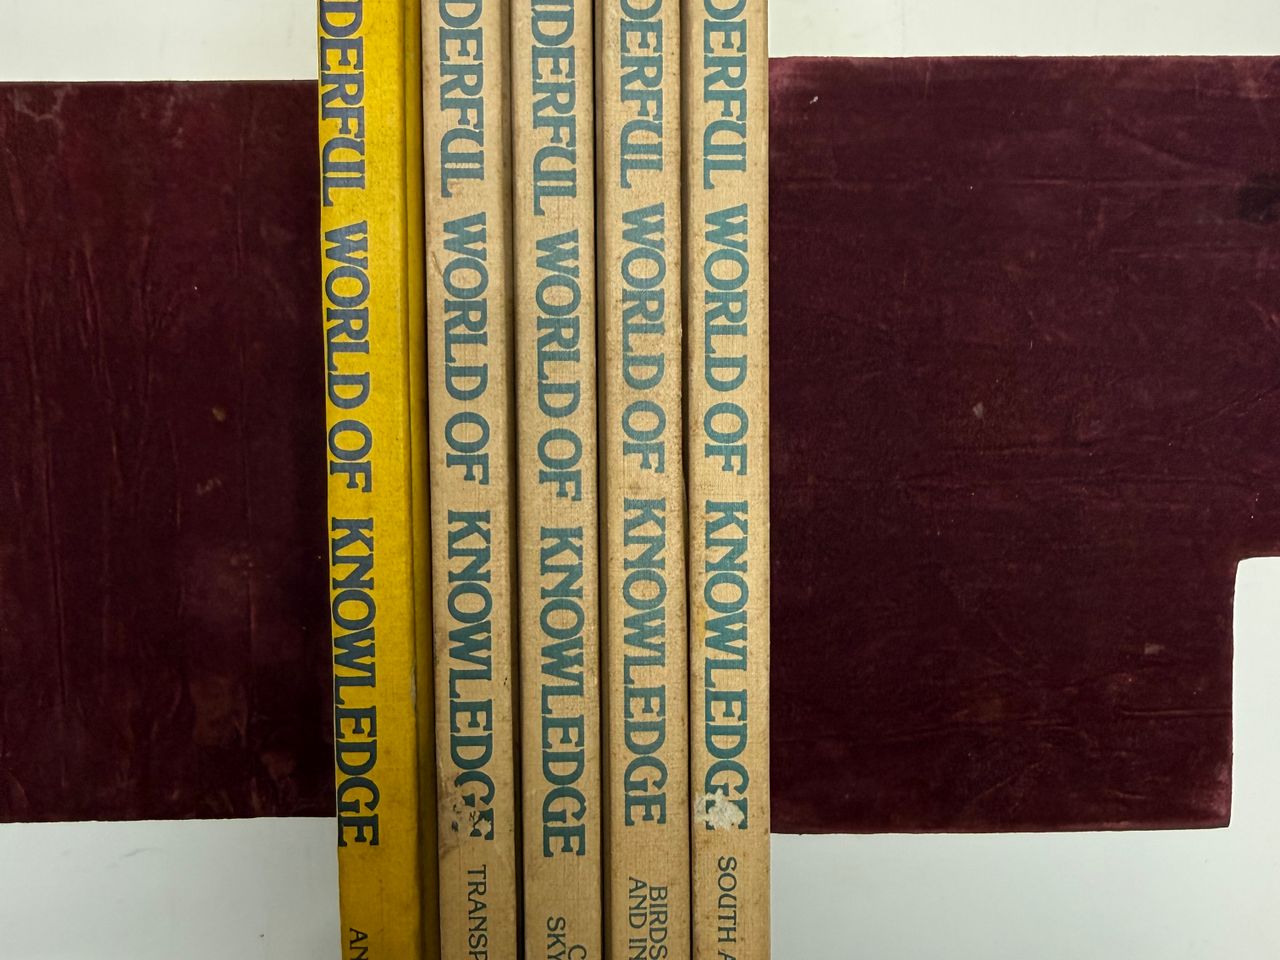 DERFUL WORLD OF KNOWLEDGE
AN
DERFUL WORLD OF KNOWLEDGE
TRANSP
DERFUL WORLD OF KNOWLEDGE
C
SKY
DERFUL WORLD OF KNOWLEDGE
BIRDS
AND IN
DERFUL WORLD OF KNOWLEDGE
SOUTH A